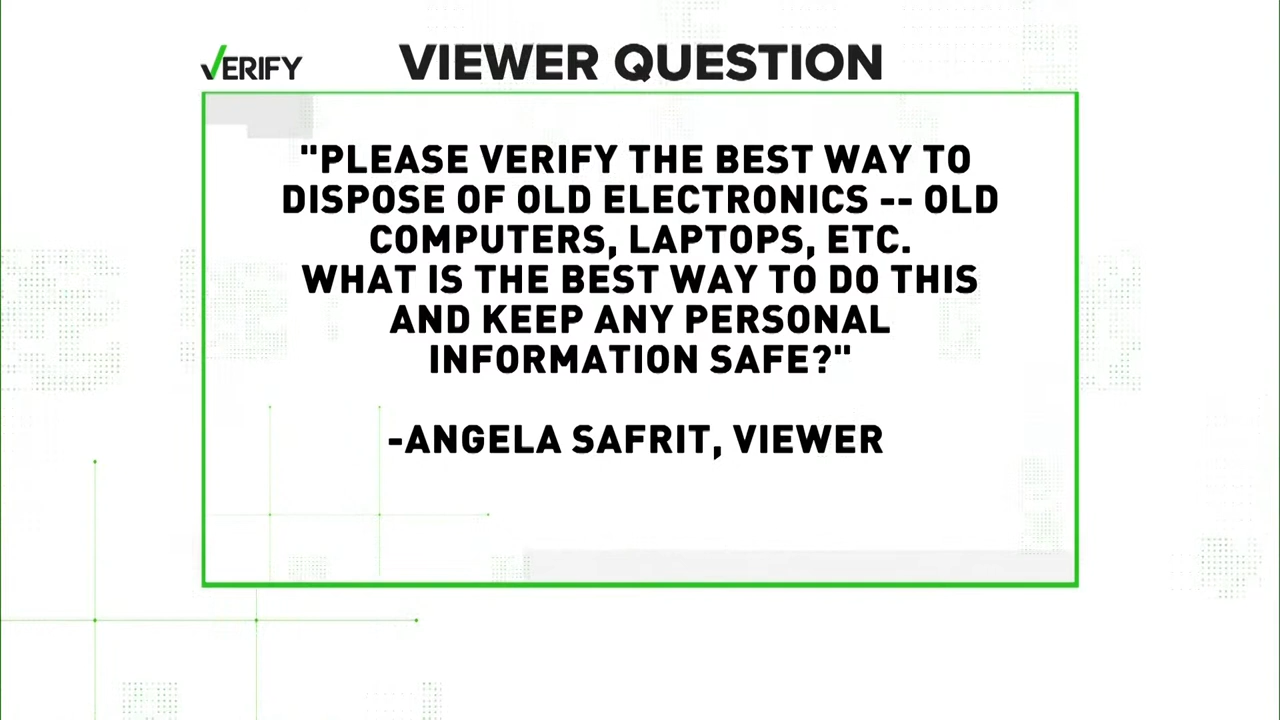 VERIFY
VIEWER QUESTION
"PLEASE VERIFY THE BEST WAY TO
DISPOSE OF OLD ELECTRONICS -- OLD
COMPUTERS, LAPTOPS, ETC.
WHAT IS THE BEST WAY TO DO THIS
AND KEEP ANY PERSONAL
INFORMATION SAFE?"
-ANGELA SAFRIT, VIEWER